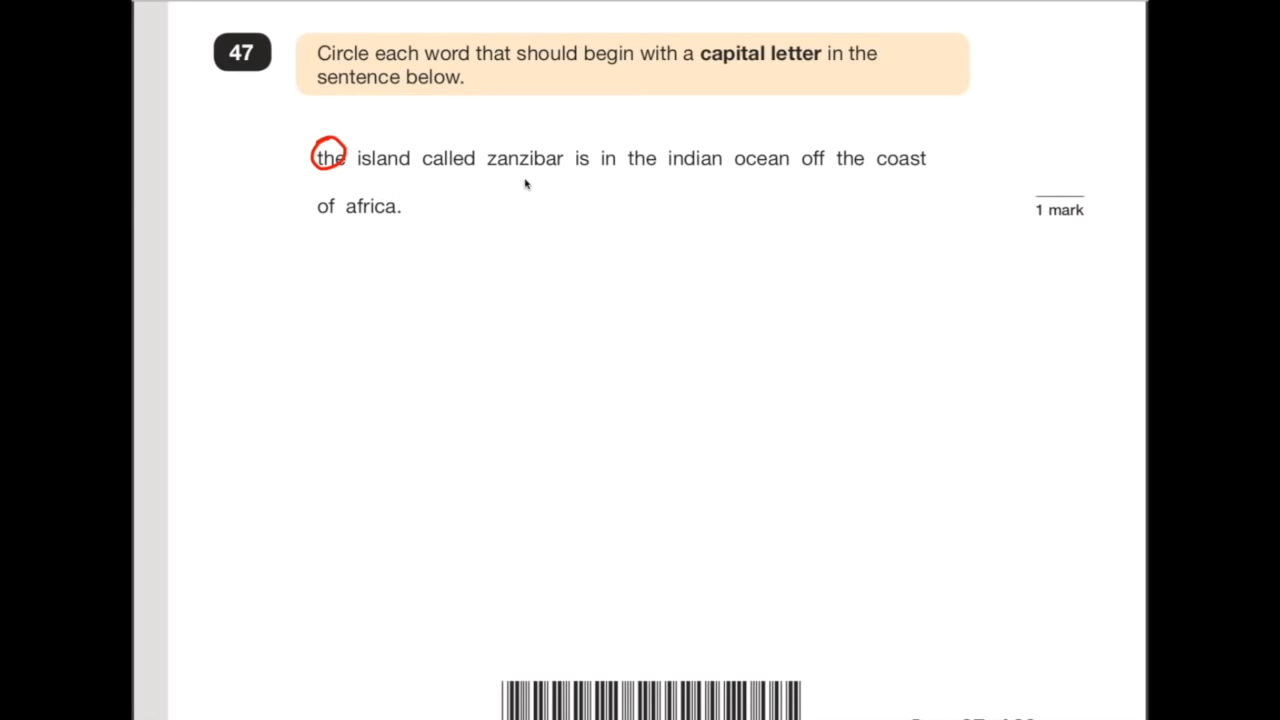 47
Circle each word that should begin with a capital letter in the
sentence below.
the island called zanzibar is in the indian ocean off the coast
of africa.
1 mark